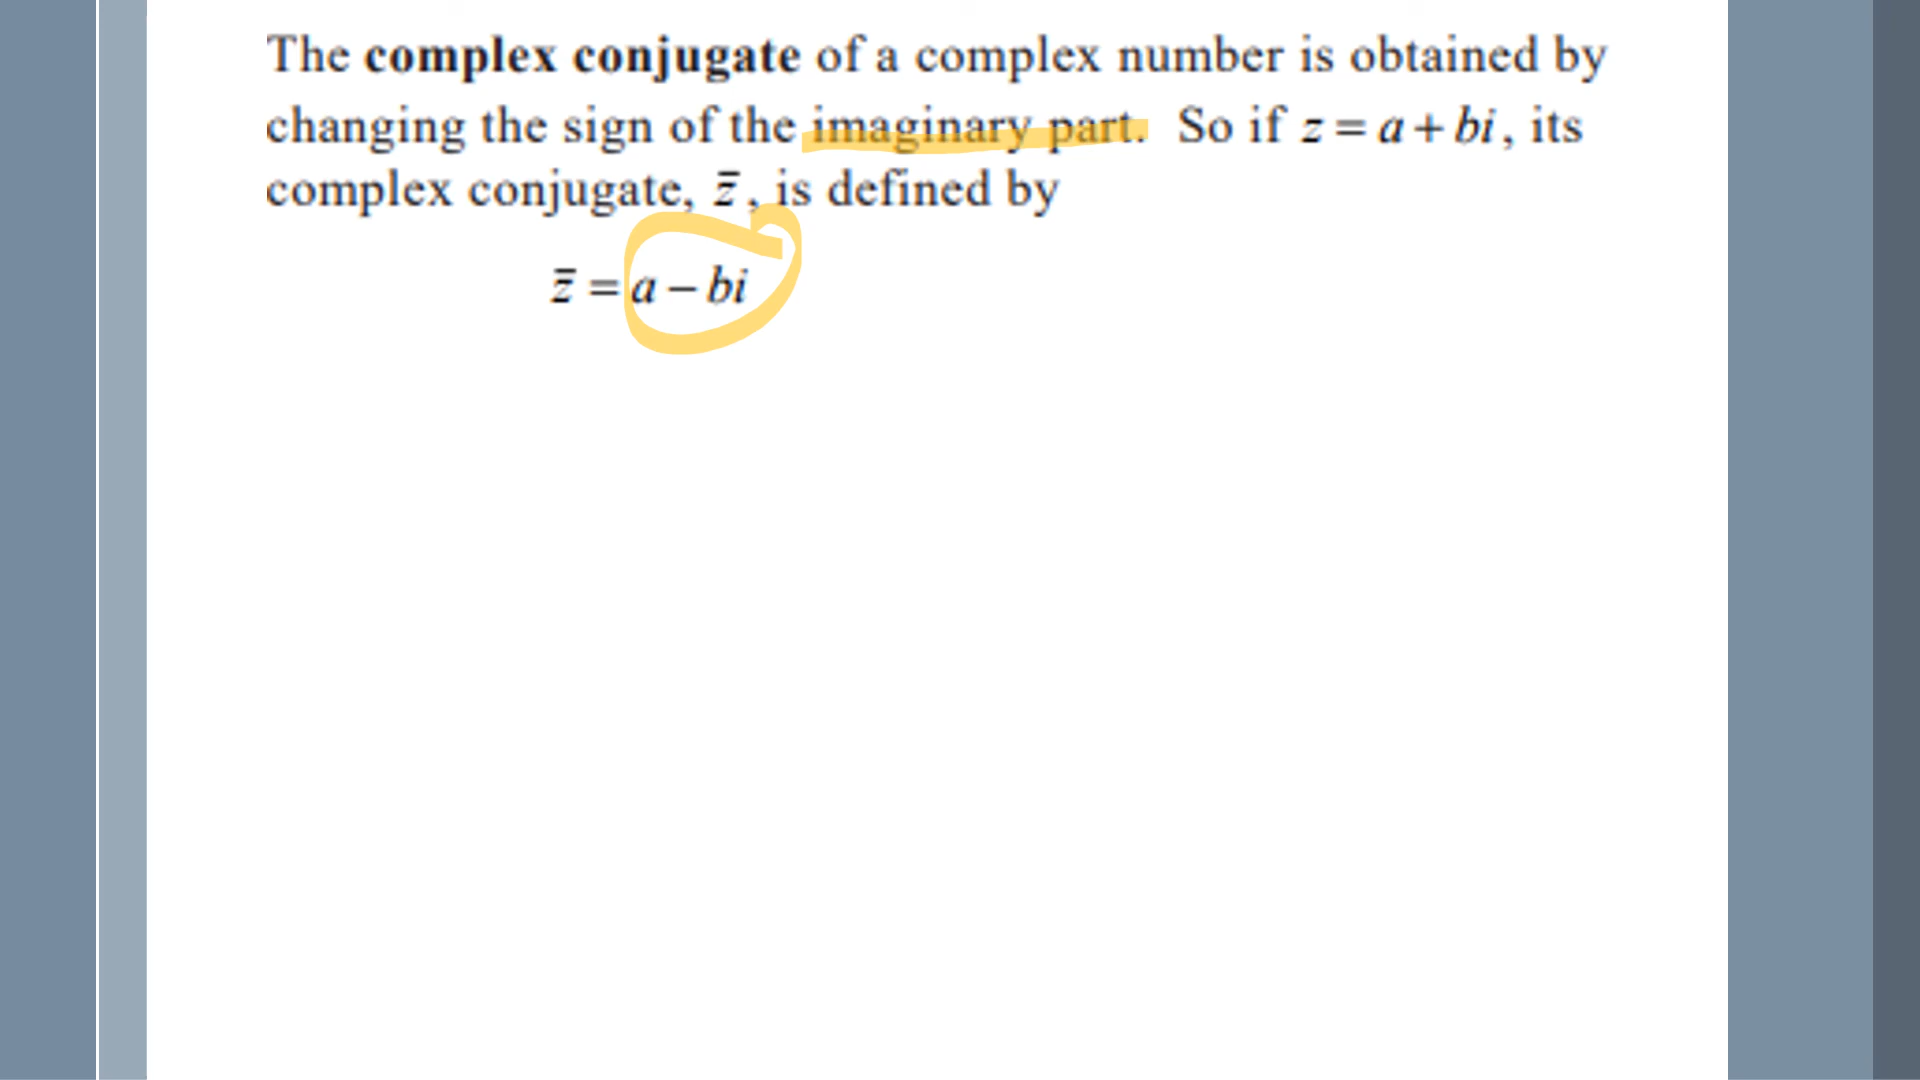 The complex conjugate of a complex number is obtained by
changing the sign of the imaginary part. So if z = a + bi, its
complex conjugate, z̄, is defined by
z̄ = a − bi